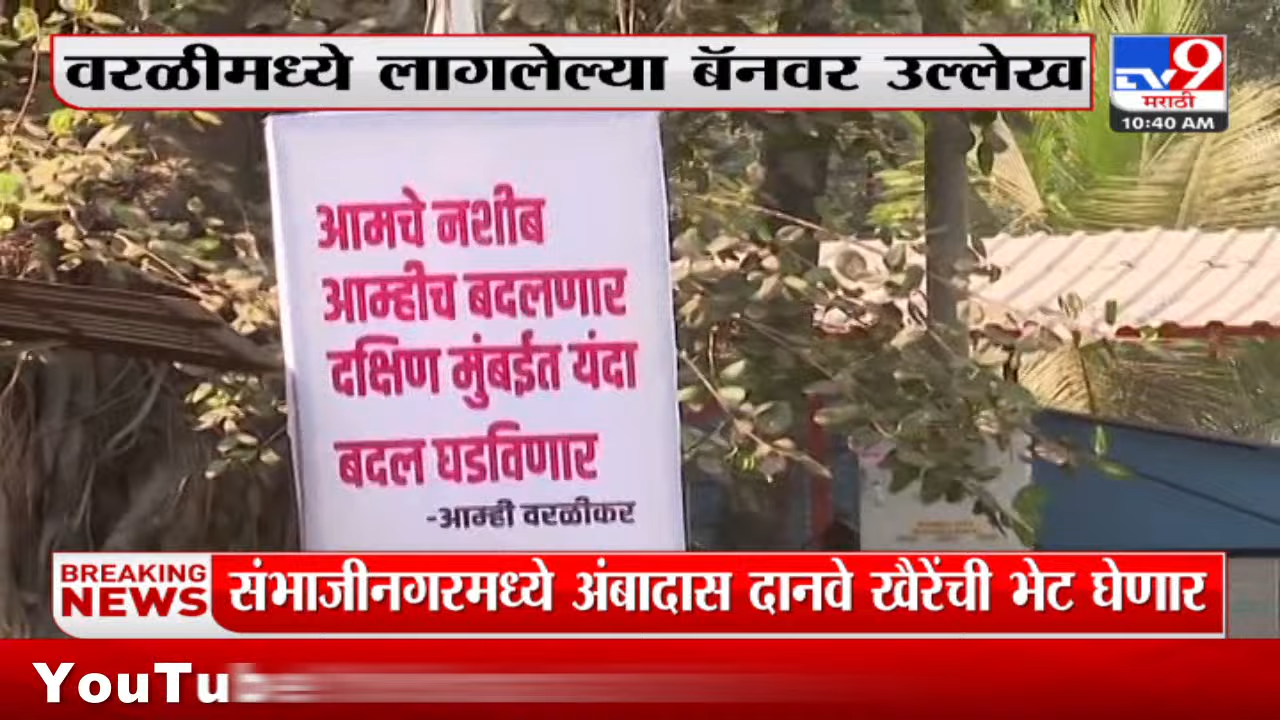 वरळीमध्ये लागलेल्या बॅनवर उल्लेख
TV9
मराठी
10:40 AM
आमचे नशीब
आम्हीच बदलणार
दक्षिण मुंबईत यंदा
बदल घडविणार
-आम्ही वरळीकर
BREAKING
NEWS
संभाजीनगरमध्ये अंबादास दानवे खैरेंची भेट घेणार
YouTu